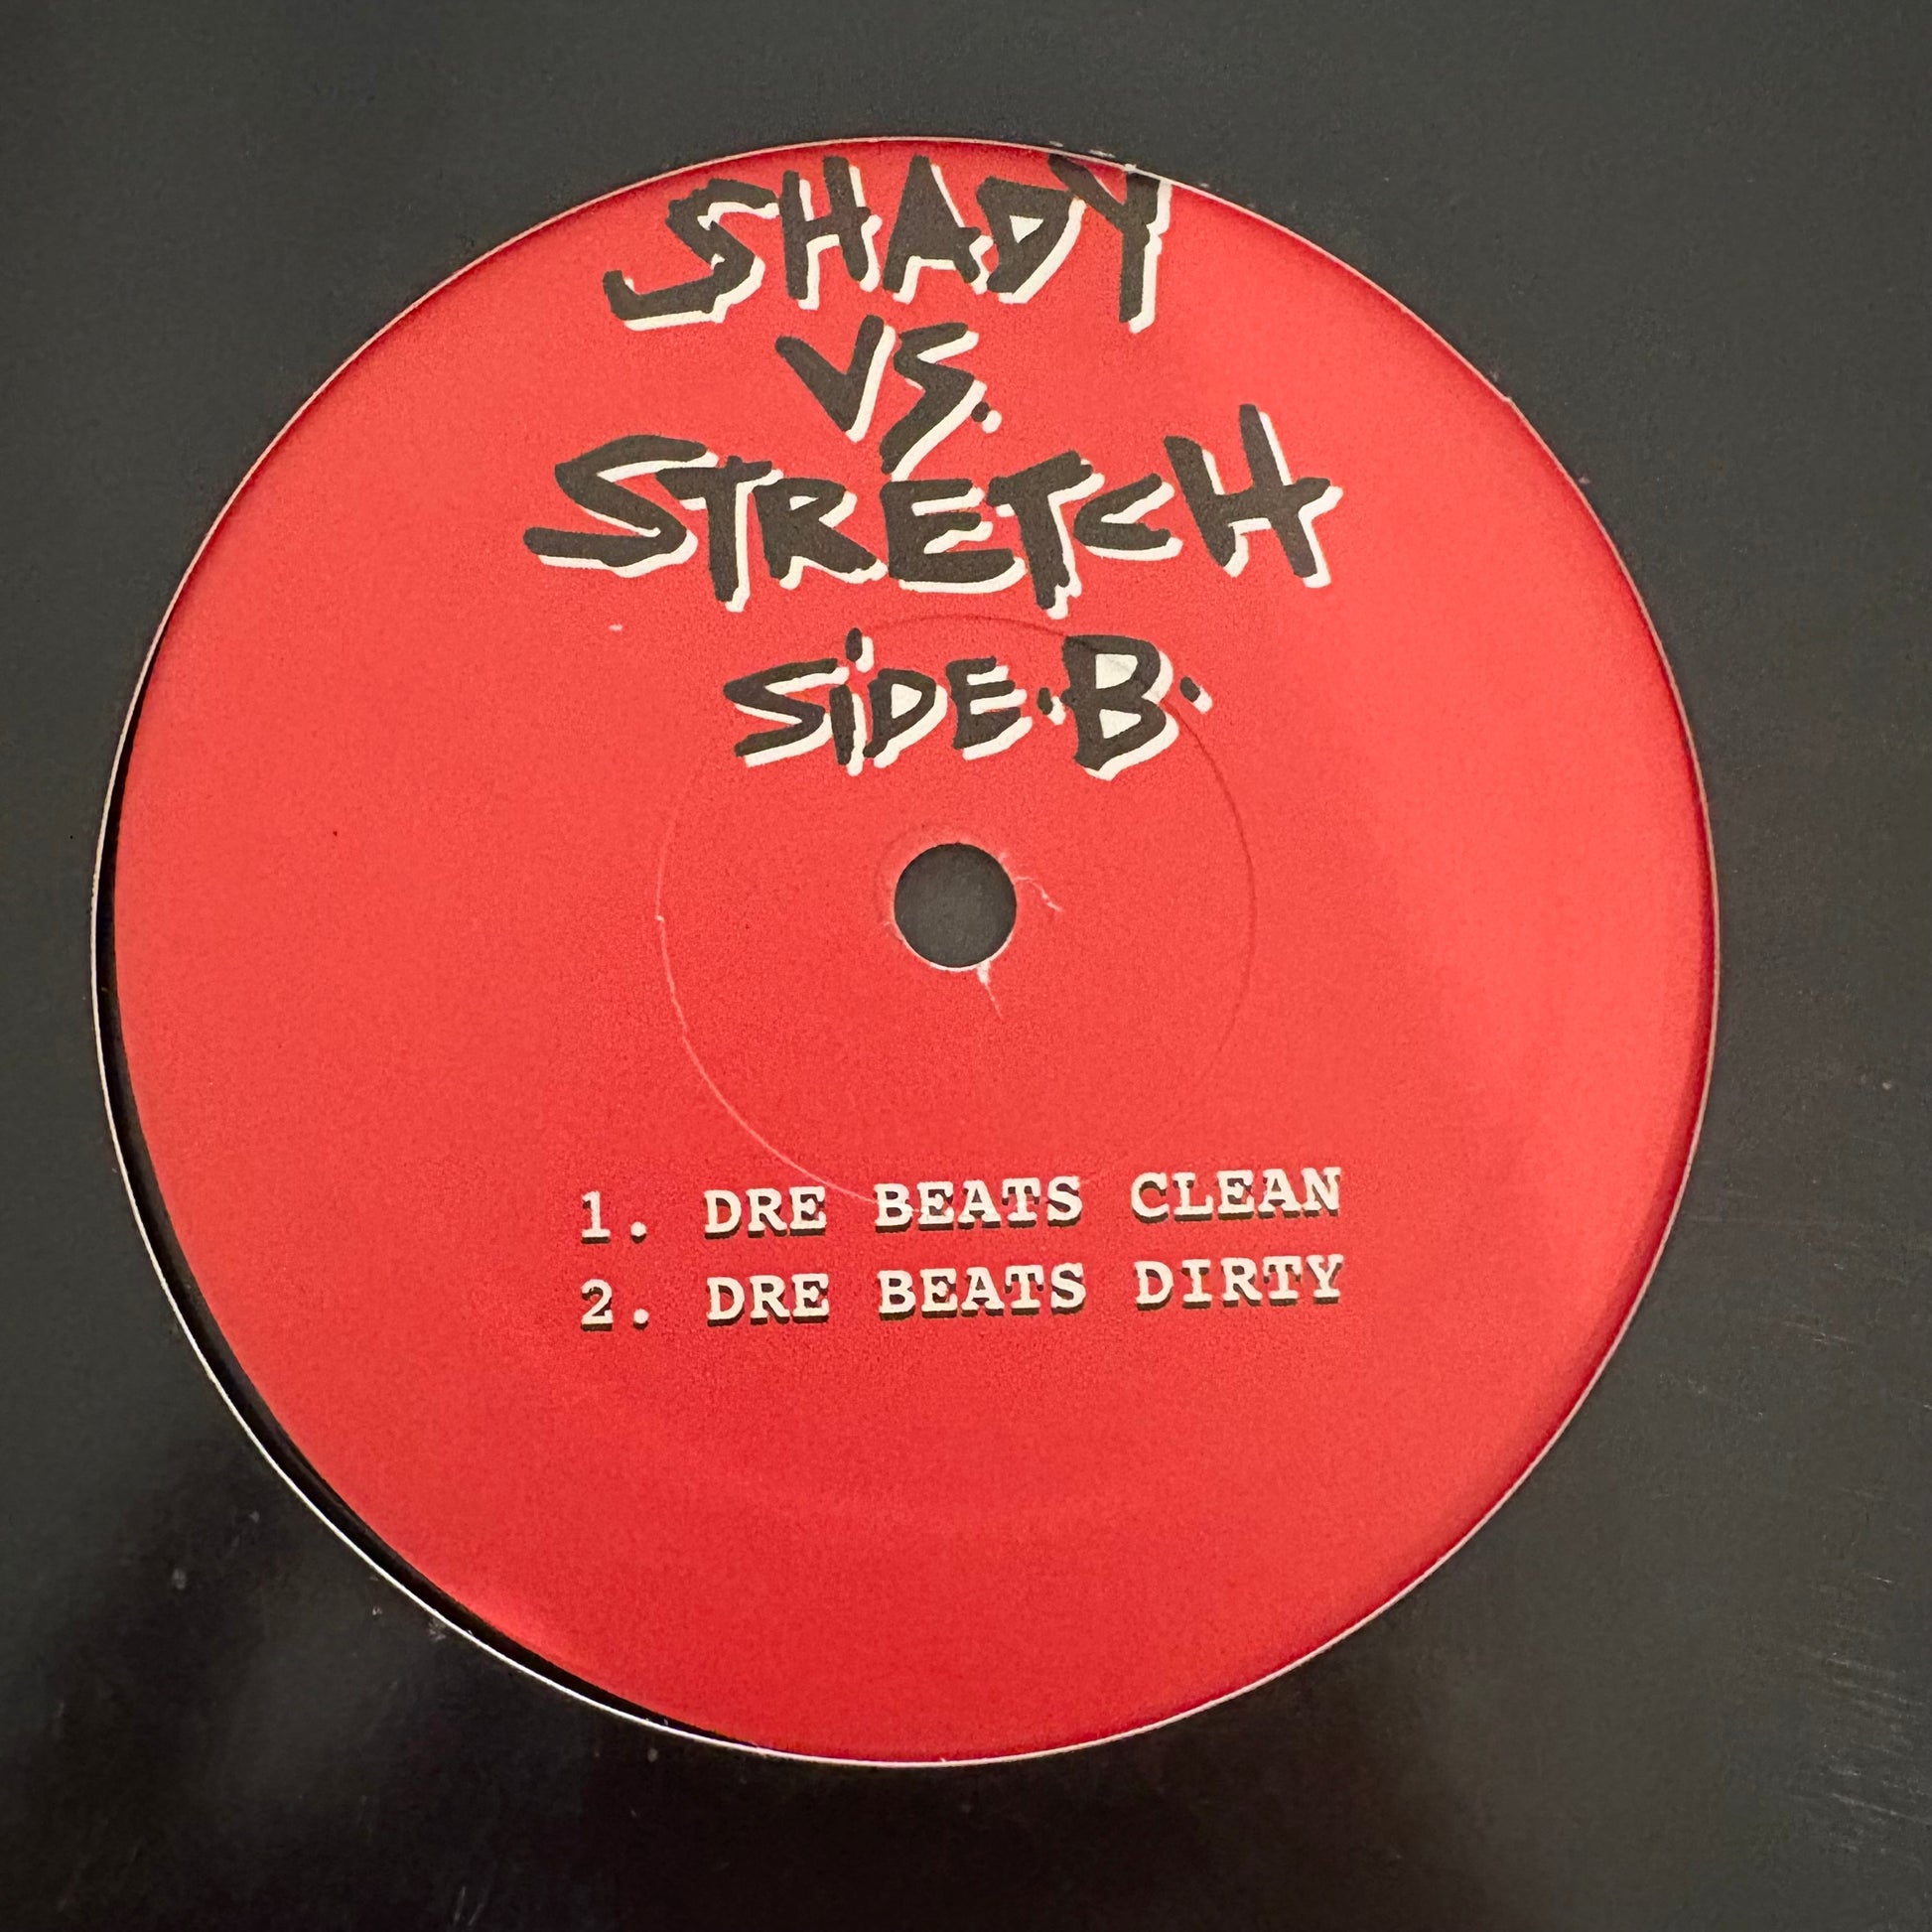 SHADY
VS.
STRETCH
SiDE·B·
1. DRE BEATS CLEAN
2. DRE BEATS DIRTY